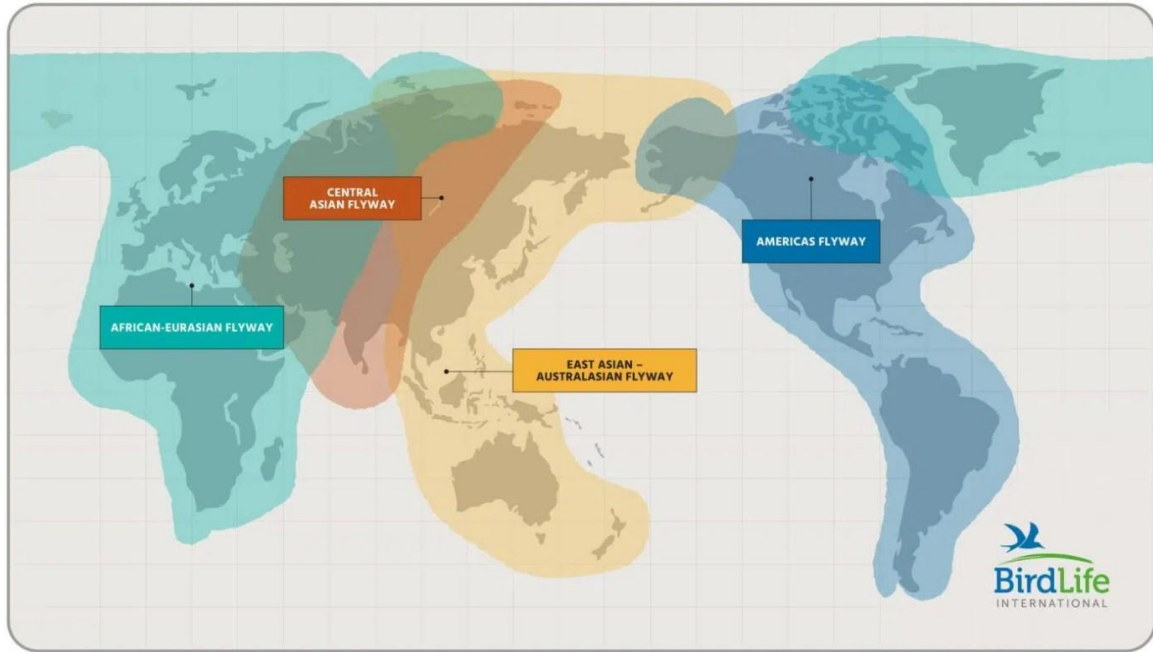 CENTRAL
ASIAN FLYWAY
AMERICAS FLYWAY
AFRICAN-EURASIAN FLYWAY
EAST ASIAN –
AUSTRALASIAN FLYWAY
BirdLife
INTERNATIONAL